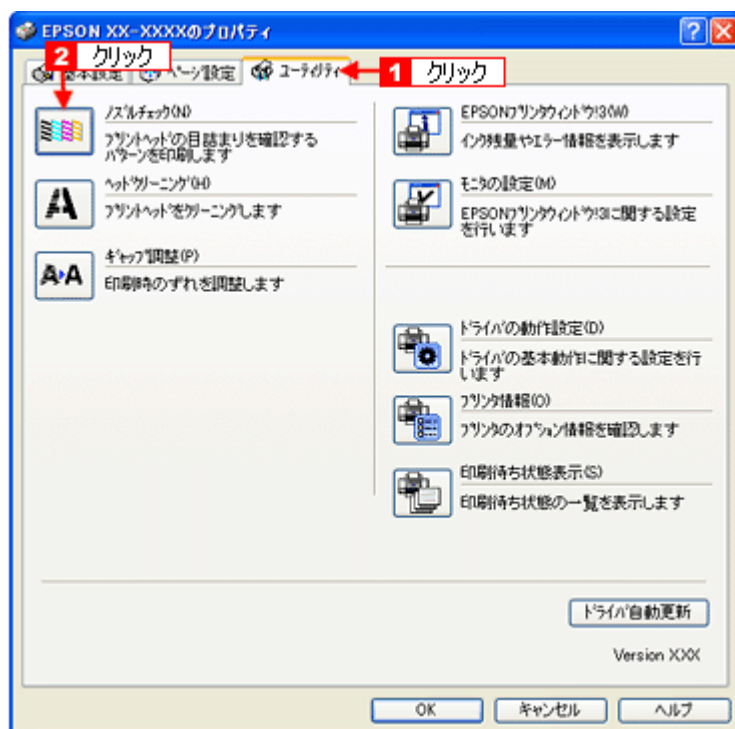 EPSON XX-XXXXのプロパティ
2 クリック
基本設定 ページ設定 ユーティリティ 1 クリック
ノズルチェック(N)
プリントヘッドの目詰まりを確認する
パターンを印刷します
ヘッドクリーニング(H)
プリントヘッドをクリーニングします
ギャップ調整(P)
印刷時のずれを調整します
EPSONプリンタウィンドウ!3(W)
インク残量やエラー情報を表示します
モニタの設定(M)
EPSONプリンタウィンドウ!3に関する設定
を行います
ドライバの動作設定(D)
ドライバの基本動作に関する設定を行
います
プリンタ情報(O)
プリンタのオプション情報を確認します
印刷待ち状態表示(S)
印刷待ち状態の一覧を表示します
ドライバ自動更新
Version XXX
OK キャンセル ヘルプ